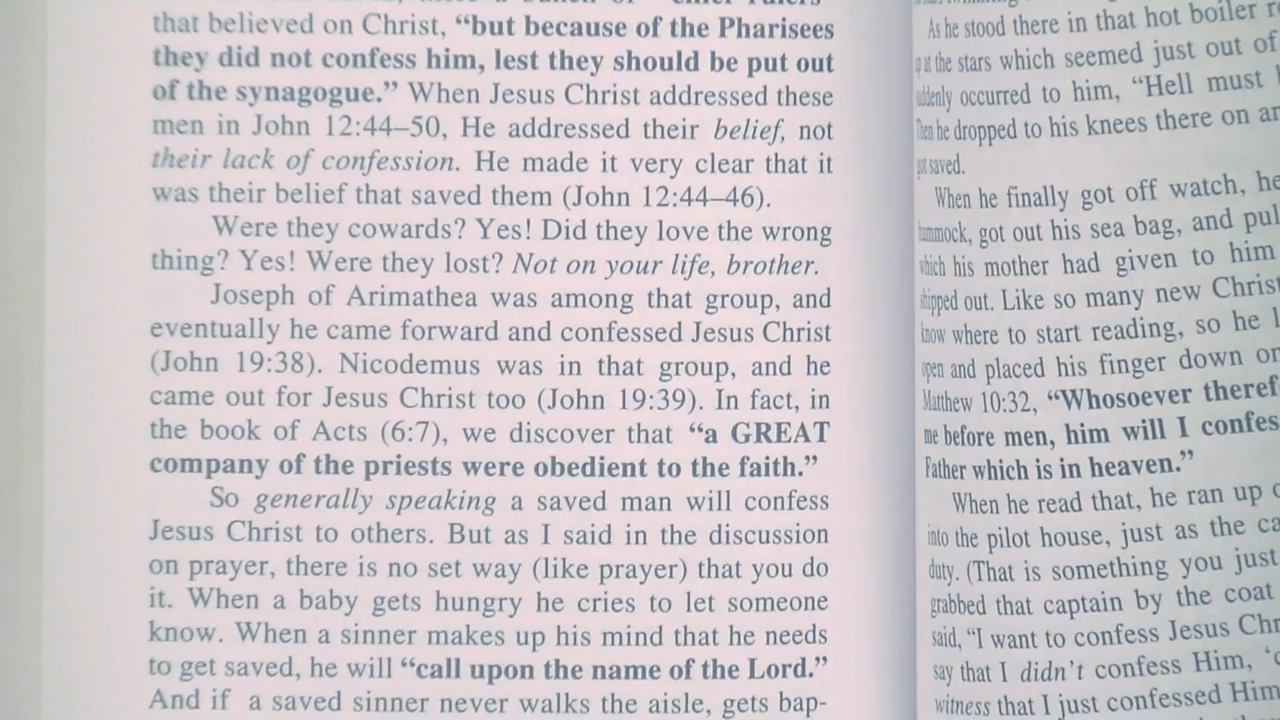 that believed on Christ, “but because of the Pharisees
they did not confess him, lest they should be put out
of the synagogue.” When Jesus Christ addressed these
men in John 12:44–50, He addressed their belief, not
their lack of confession. He made it very clear that it
was their belief that saved them (John 12:44–46).
Were they cowards? Yes! Did they love the wrong
thing? Yes! Were they lost? Not on your life, brother.
Joseph of Arimathea was among that group, and
eventually he came forward and confessed Jesus Christ
(John 19:38). Nicodemus was in that group, and he
came out for Jesus Christ too (John 19:39). In fact, in
the book of Acts (6:7), we discover that “a GREAT
company of the priests were obedient to the faith.”
So generally speaking a saved man will confess
Jesus Christ to others. But as I said in the discussion
on prayer, there is no set way (like prayer) that you do
it. When a baby gets hungry he cries to let someone
know. When a sinner makes up his mind that he needs
to get saved, he will “call upon the name of the Lord.”
And if a saved sinner never walks the aisle, gets bap-
As he stood there in that hot boiler
at the stars which seemed just out of
occurred to him, “Hell must
he dropped to his knees there on
saved.
When he finally got off watch, he
got out his sea bag, and
which his mother had given to him
out. Like so many new
know where to start reading, so he
open and placed his finger down
Matthew 10:32, “Whosoever
me before men, him will I
Father which is in heaven.”
When he read that, he ran up
into the pilot house, just as the
duty. (That is something you just
grabbed that captain by the coat
said, “I want to confess Jesus
say that I didn’t confess Him,
witness that I just confessed Him